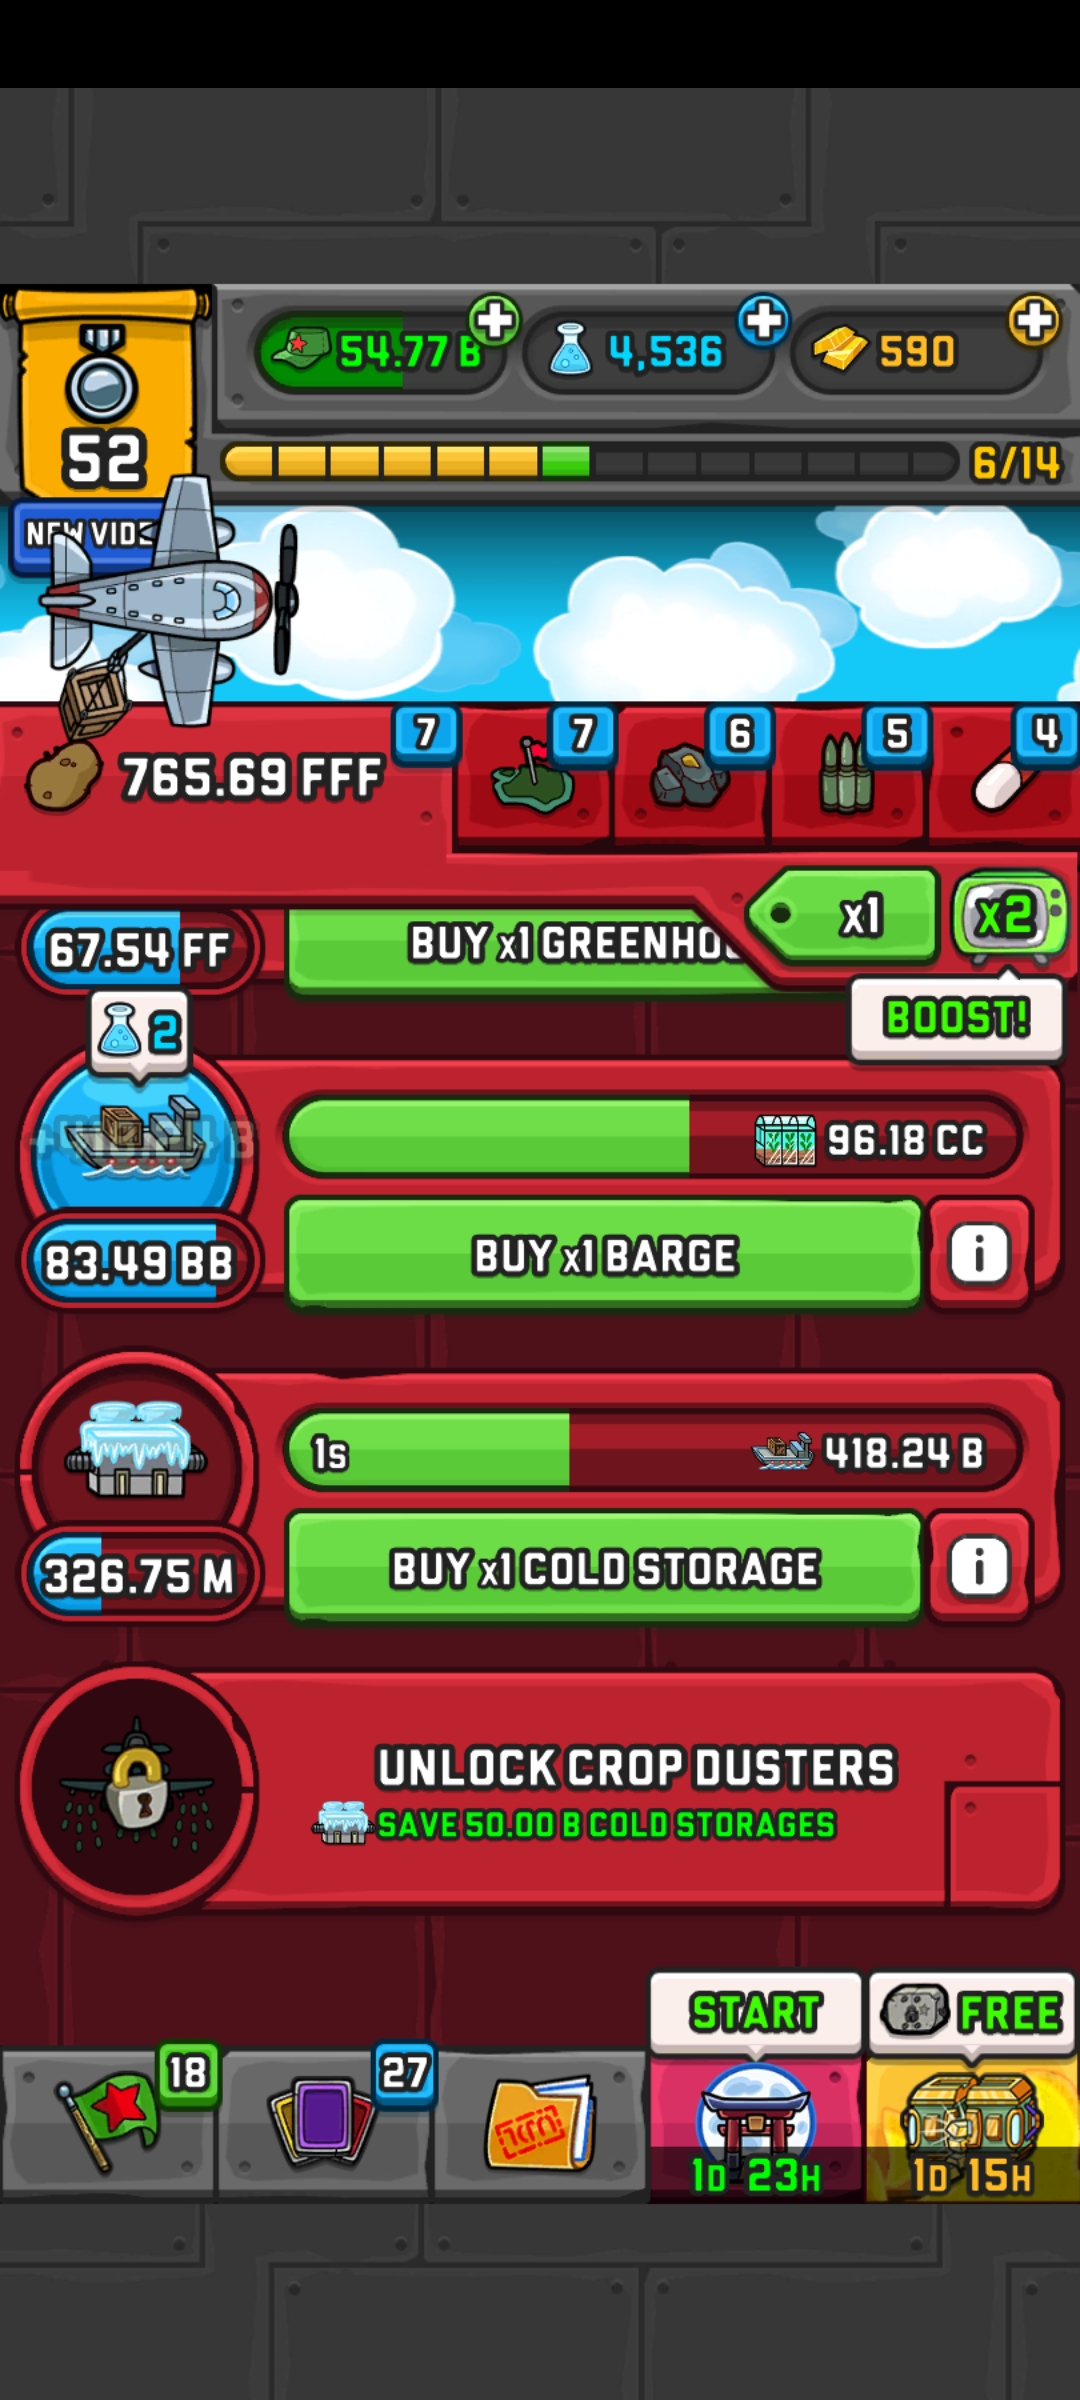 54.77 B
4,536
590
52
6/14
NEW VIDE
765.69 FFF
7
7
6
5
4
x1
x2
BOOST!
67.54 FF
BUY x1 GREENHO
2
96.18 CC
83.49 BB
BUY x1 BARGE
i
1s
418.24 B
326.75 M
BUY x1 COLD STORAGE
i
UNLOCK CROP DUSTERS
SAVE 50.00 B COLD STORAGES
START
FREE
18
27
1D 23H
1D 15H